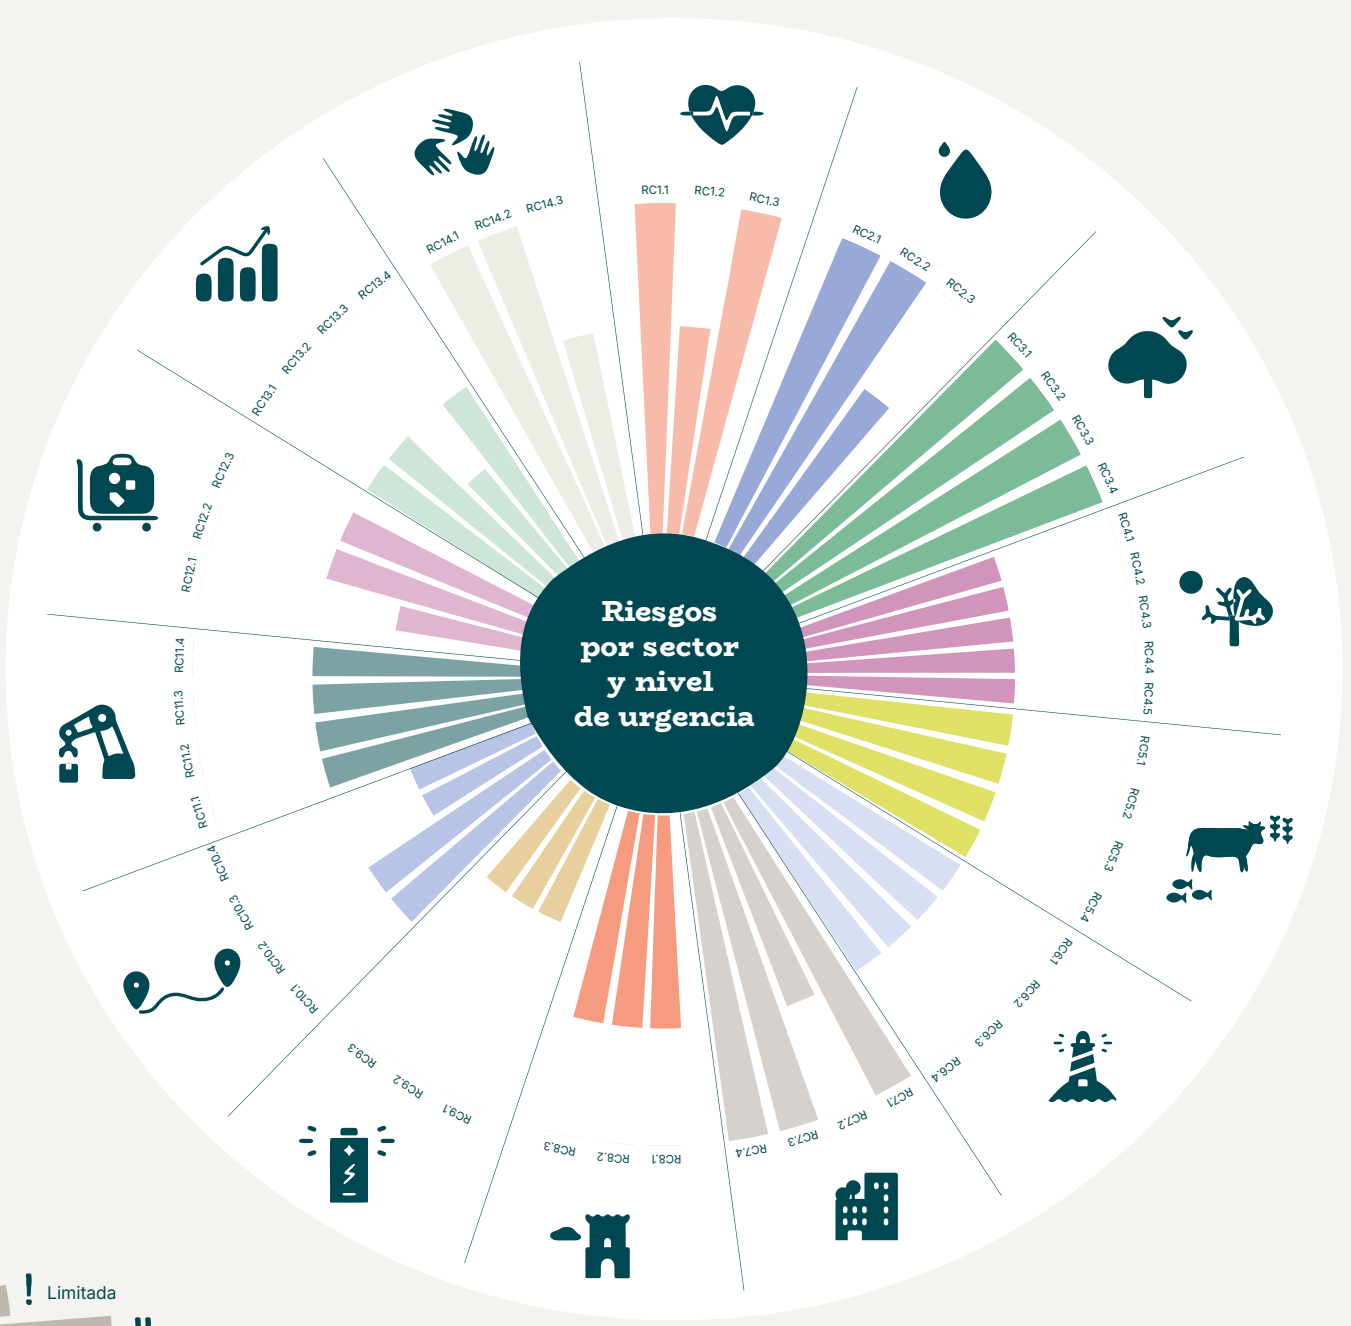 Riesgos
por sector
y nivel
de urgencia
RC1.1
RC1.2
RC1.3
RC2.1
RC2.2
RC2.3
RC3.1
RC3.2
RC3.3
RC3.4
RC4.1
RC4.2
RC4.3
RC4.4
RC4.5
RC5.1
RC5.2
RC5.3
RC5.4
RC6.1
RC6.2
RC6.3
RC6.4
RC7.1
RC7.2
RC7.3
RC7.4
RC8.1
RC8.2
RC8.3
RC9.1
RC9.2
RC9.3
RC10.1
RC10.2
RC10.3
RC10.4
RC11.1
RC11.2
RC11.3
RC11.4
RC12.1
RC12.2
RC12.3
RC13.1
RC13.2
RC13.3
RC13.4
RC14.1
RC14.2
RC14.3
! Limitada